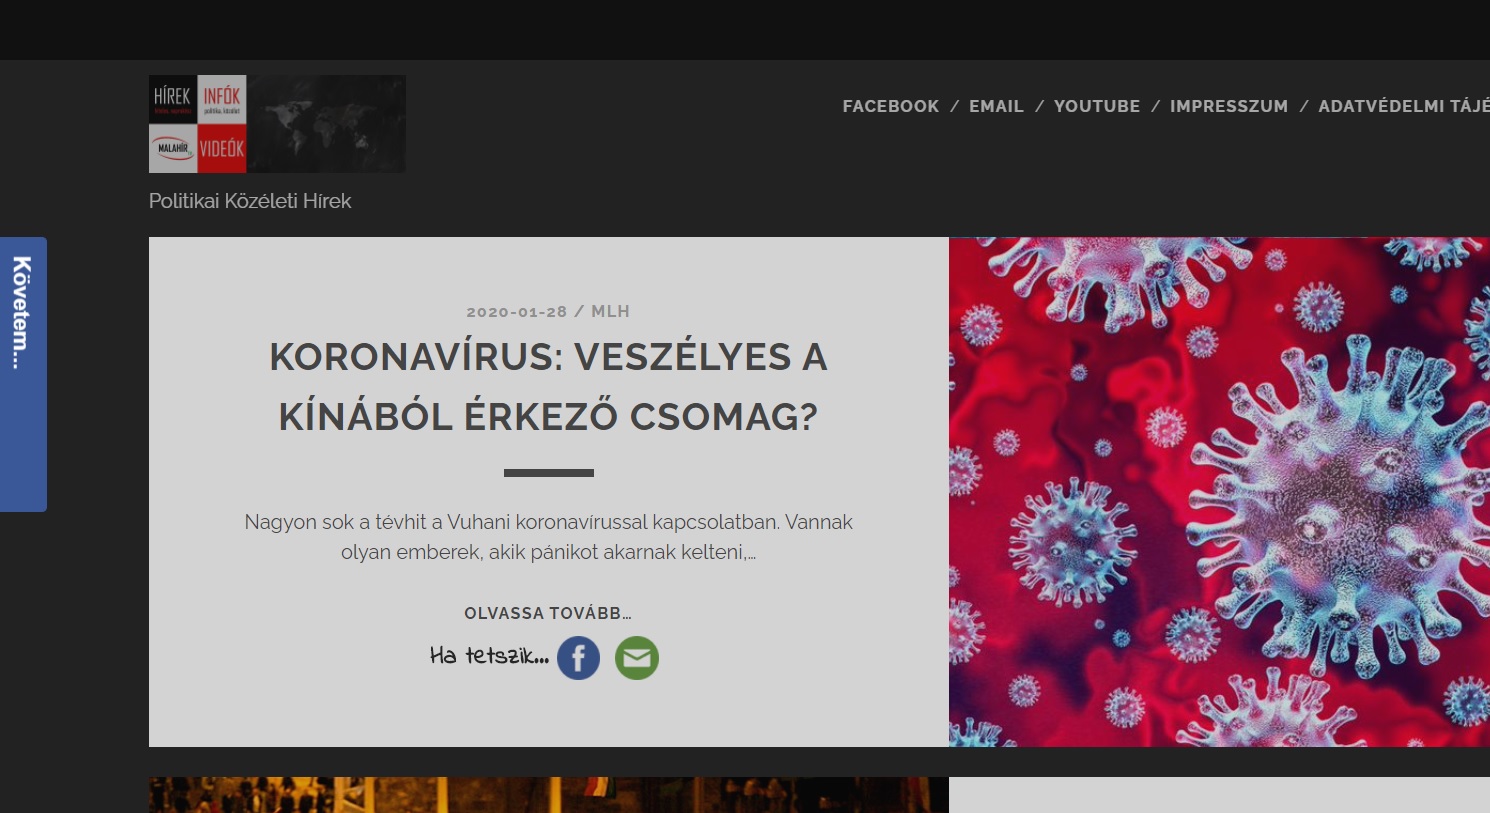 HÍREK
INFÓK
politika, közélet
MALAHÍR
VIDEÓK
FACEBOOK / EMAIL / YOUTUBE / IMPRESSZUM / ADATVÉDELMI TÁJÉ
Politikai Közéleti Hírek
Követem...
2020-01-28 / MLH
KORONAVÍRUS: VESZÉLYES A
KÍNÁBÓL ÉRKEZŐ CSOMAG?
Nagyon sok a tévhit a Vuhani koronavírussal kapcsolatban. Vannak
olyan emberek, akik pánikot akarnak kelteni,…
OLVASSA TOVÁBB…
Ha tetszik...